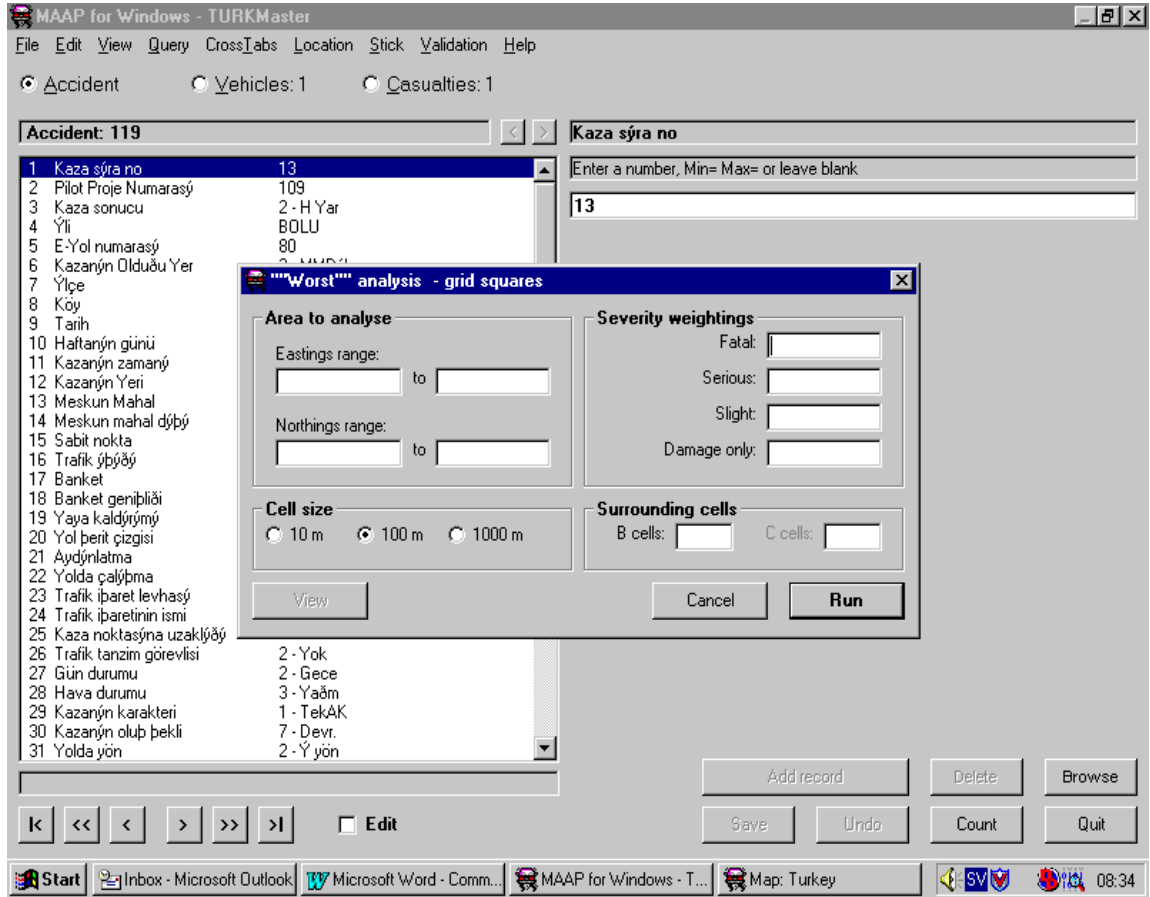 MAAP for Windows - TURKMaster
File Edit View Query CrossTabs Location Stick Validation Help
Accident Vehicles: 1 Casualties: 1
Accident: 119 < >
Kaza sýra no
Enter a number, Min= Max= or leave blank
13
1 Kaza sýra no 13
2 Pilot Proje Numarasý 109
3 Kaza sonucu 2 - H Yar
4 Ýli BOLU
5 E-Yol numarasý 80
6 Kazanýn Olduðu Yer
7 Ýlçe
8 Köy
9 Tarih
10 Haftanýn günü
11 Kazanýn zamaný
12 Kazanýn Yeri
13 Meskun Mahal
14 Meskun mahal dýþý
15 Sabit nokta
16 Trafik ýþýðý
17 Banket
18 Banket geniþliði
19 Yaya kaldýrýmý
20 Yol þerit çizgisi
21 Aydýnlatma
22 Yolda çalýþma
23 Trafik iþaret levhasý
24 Trafik iþaretinin ismi
25 Kaza noktasýna uzaklýðý
26 Trafik tanzim görevlisi 2 - Yok
27 Gün durumu 2 - Gece
28 Hava durumu 3 - Yaðm
29 Kazanýn karakteri 1 - TekAK
30 Kazanýn oluþ þekli 7 - Devr.
31 Yolda yön 2 - Ý yön
""Worst"" analysis - grid squares
Area to analyse
Eastings range:
to
Northings range:
to
Severity weightings
Fatal:
Serious:
Slight:
Damage only:
Cell size
10 m 100 m 1000 m
Surrounding cells
B cells: C cells:
View Cancel Run
Add record Delete Browse
|< << < > >> >| Edit Save Undo Count Quit
Start Inbox - Microsoft Outlook Microsoft Word - Comm... MAAP for Windows - T... Map: Turkey SV 08:34